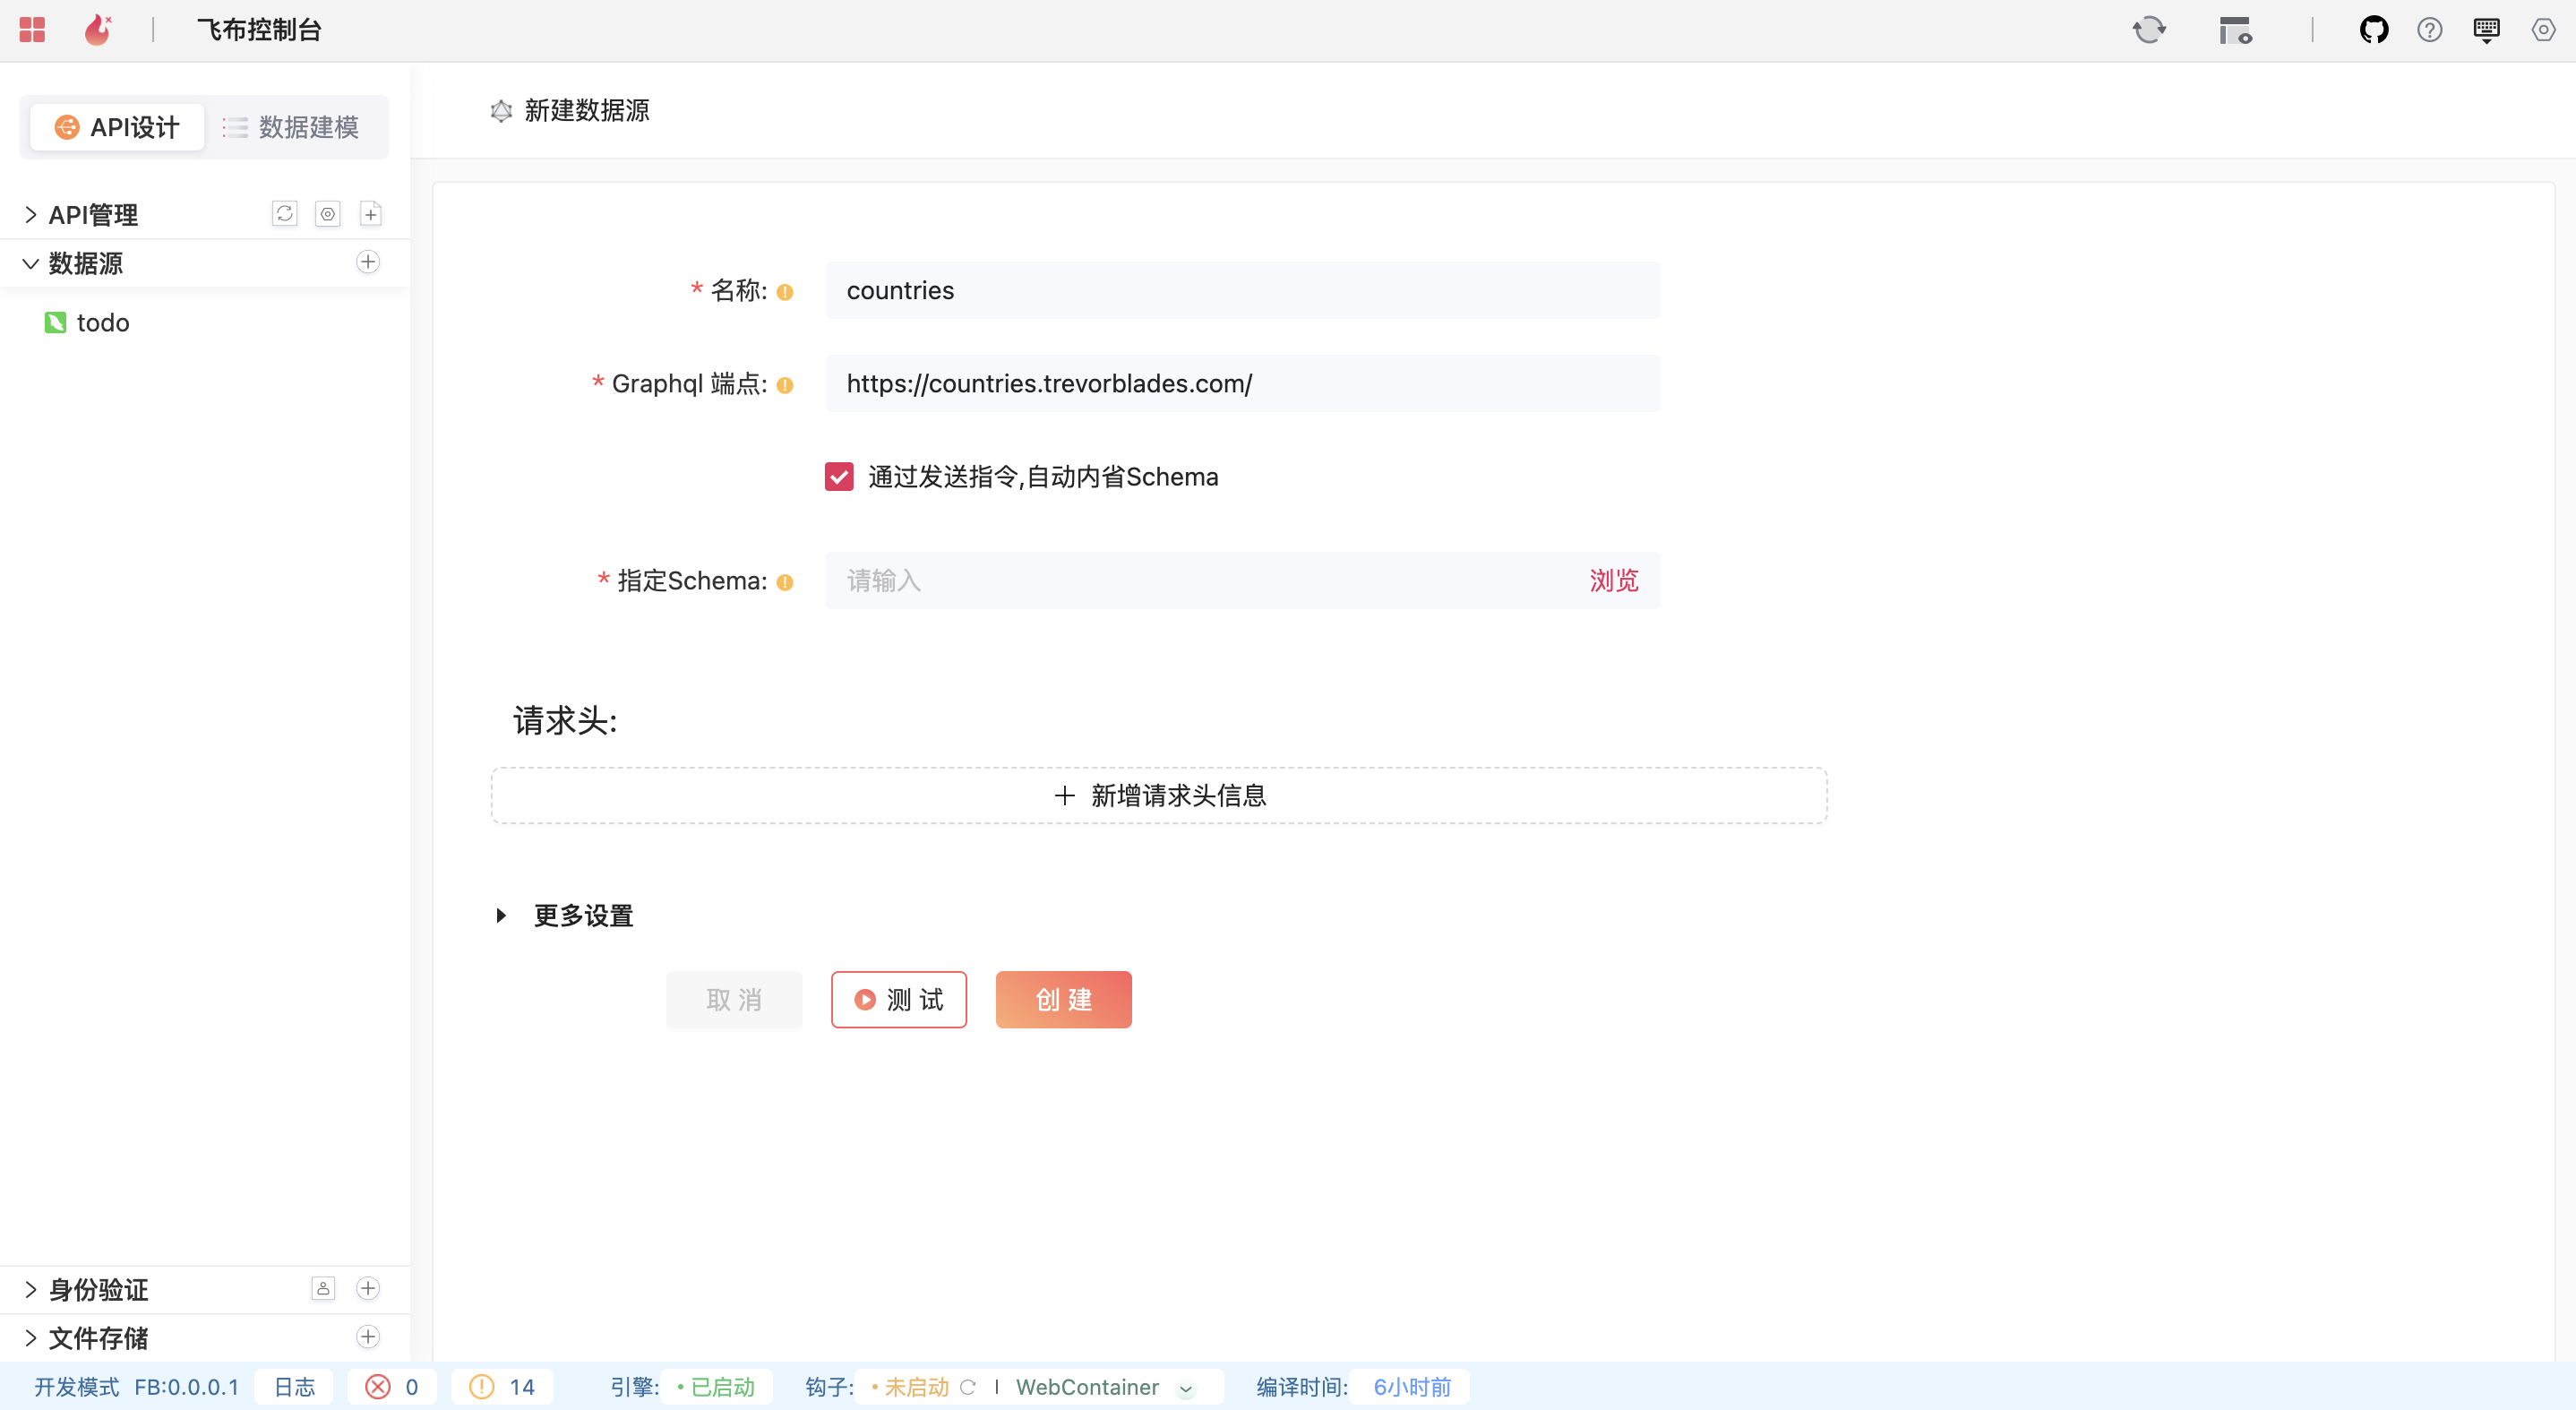 飞布控制台
API设计
数据建模
API管理
数据源
todo
身份验证
文件存储
新建数据源
* 名称:
countries
* Graphql 端点:
https://countries.trevorblades.com/
通过发送指令,自动内省Schema
* 指定Schema:
请输入
浏览
请求头:
新增请求头信息
更多设置
取 消
测 试
创 建
开发模式 FB:0.0.0.1 日志 0 14 引擎: 已启动 钩子: 未启动 | WebContainer 编译时间: 6小时前